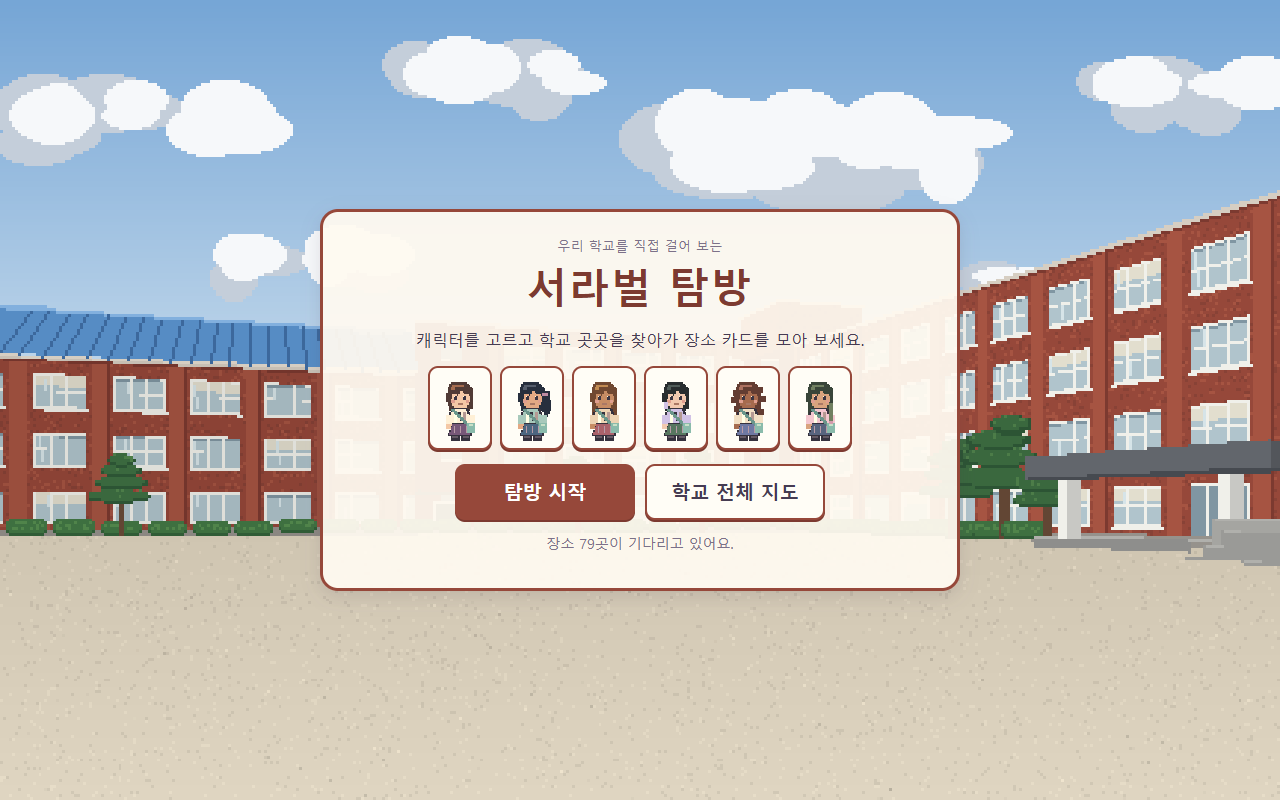 우리 학교를 직접 걸어 보는
서라벌 탐방
캐릭터를 고르고 학교 곳곳을 찾아가 장소 카드를 모아 보세요.
탐방 시작
학교 전체 지도
장소 79곳이 기다리고 있어요.